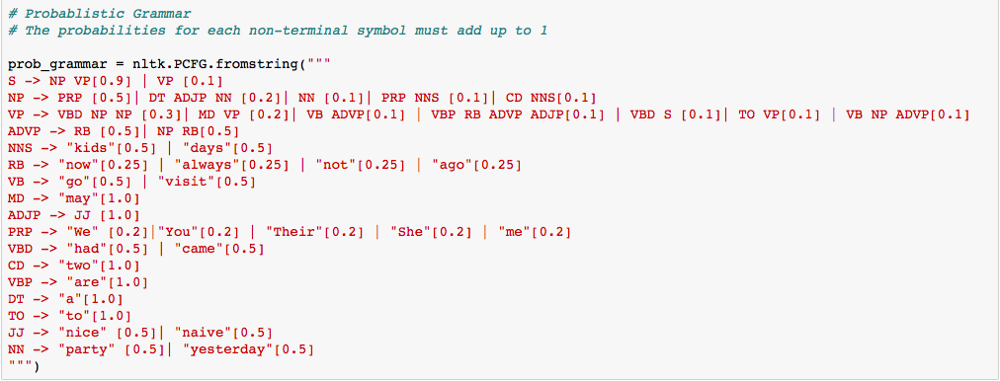 # Probablistic Grammar
# The probabilities for each non-terminal symbol must add up to 1
prob_grammar = nltk.PCFG.fromstring("""
S -> NP VP[0.9] | VP [0.1]
NP -> PRP [0.5]| DT ADJP NN [0.2]| NN [0.1]| PRP NNS [0.1]| CD NNS[0.1]
VP -> VBD NP NP [0.3]| MD VP [0.2]| VB ADVP[0.1] | VBP RB ADVP ADJP[0.1] | VBD S [0.1]| TO VP[0.1] | VB NP ADVP[0.1]
ADVP -> RB [0.5]| NP RB[0.5]
NNS -> "kids"[0.5] | "days"[0.5]
RB -> "now"[0.25] | "always"[0.25] | "not"[0.25] | "ago"[0.25]
VB -> "go"[0.5] | "visit"[0.5]
MD -> "may"[1.0]
ADJP -> JJ [1.0]
PRP -> "We" [0.2]|"You"[0.2] | "Their"[0.2] | "She"[0.2] | "me"[0.2]
VBD -> "had"[0.5] | "came"[0.5]
CD -> "two"[1.0]
VBP -> "are"[1.0]
DT -> "a"[1.0]
TO -> "to"[1.0]
JJ -> "nice" [0.5]| "naive"[0.5]
NN -> "party" [0.5]| "yesterday"[0.5]
""")